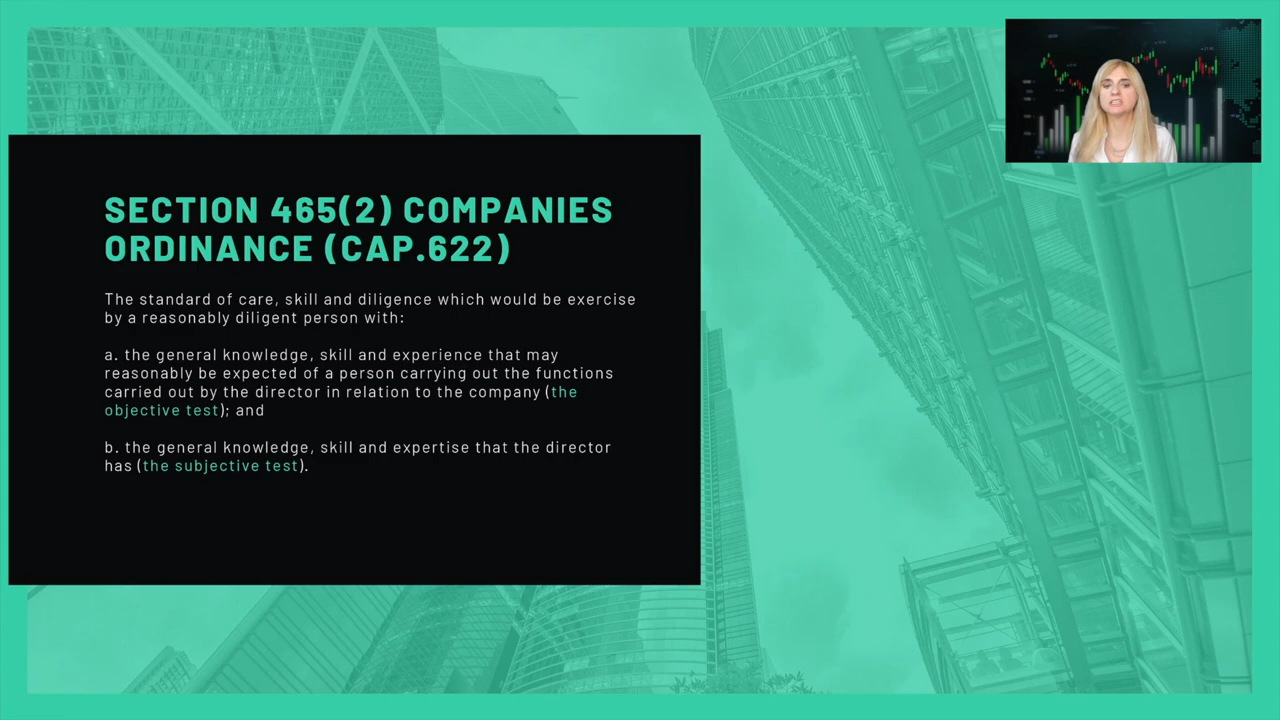 SECTION 465(2) COMPANIES
ORDINANCE (CAP.622)
The standard of care, skill and diligence which would be exercise
by a reasonably diligent person with:
a. the general knowledge, skill and experience that may
reasonably be expected of a person carrying out the functions
carried out by the director in relation to the company (the
objective test); and
b. the general knowledge, skill and expertise that the director
has (the subjective test).